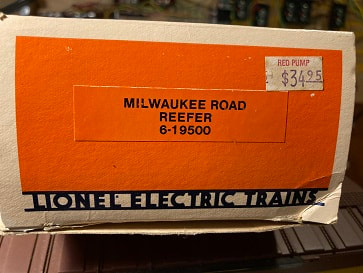 RED PUMP
$34.95
MILWAUKEE ROAD
REEFER
6-19500
LIONEL ELECTRIC TRAINS